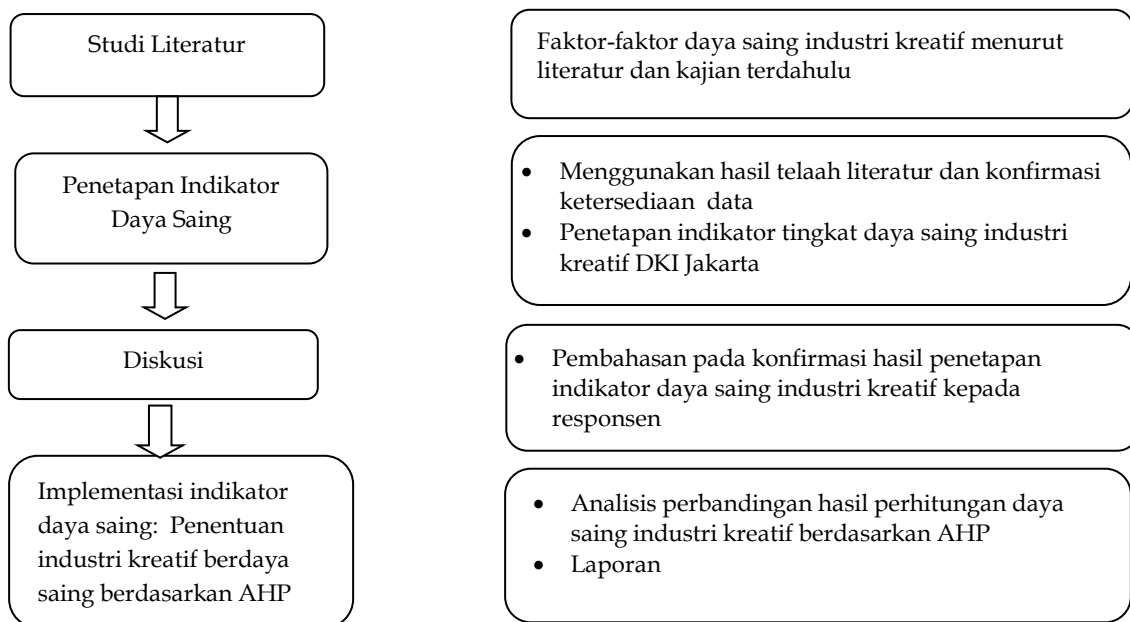 Studi Literatur
Faktor-faktor daya saing industri kreatif menurut
literatur dan kajian terdahulu
Penetapan Indikator
Daya Saing
• Menggunakan hasil telaah literatur dan konfirmasi
ketersediaan data
• Penetapan indikator tingkat daya saing industri
kreatif DKI Jakarta
Diskusi
• Pembahasan pada konfirmasi hasil penetapan
indikator daya saing industri kreatif kepada
responsen
Implementasi indikator
daya saing: Penentuan
industri kreatif berdaya
saing berdasarkan AHP
• Analisis perbandingan hasil perhitungan daya
saing industri kreatif berdasarkan AHP
• Laporan